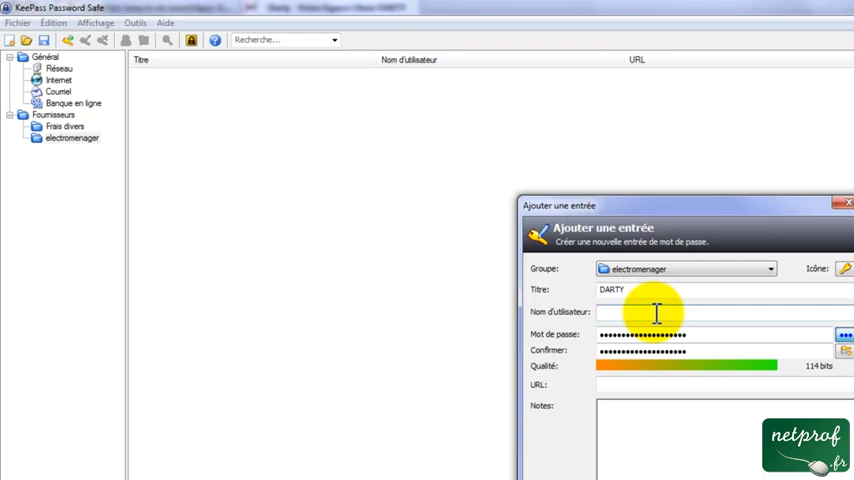 KeePass Password Safe
Fichier Édition Affichage Outils Aide
Recherche...
Titre Nom d'utilisateur URL
Général
Réseau
Internet
Courriel
Banque en ligne
Fournisseurs
Frais divers
electromenager
Ajouter une entrée
Ajouter une entrée
Créer une nouvelle entrée de mot de passe.
Groupe: electromenager Icône:
Titre: DARTY
Nom d'utilisateur:
Mot de passe: ••••••••••••••••••••
Confirmer: ••••••••••••••••••••
Qualité: 114 bits
URL:
Notes:
netprof
.fr